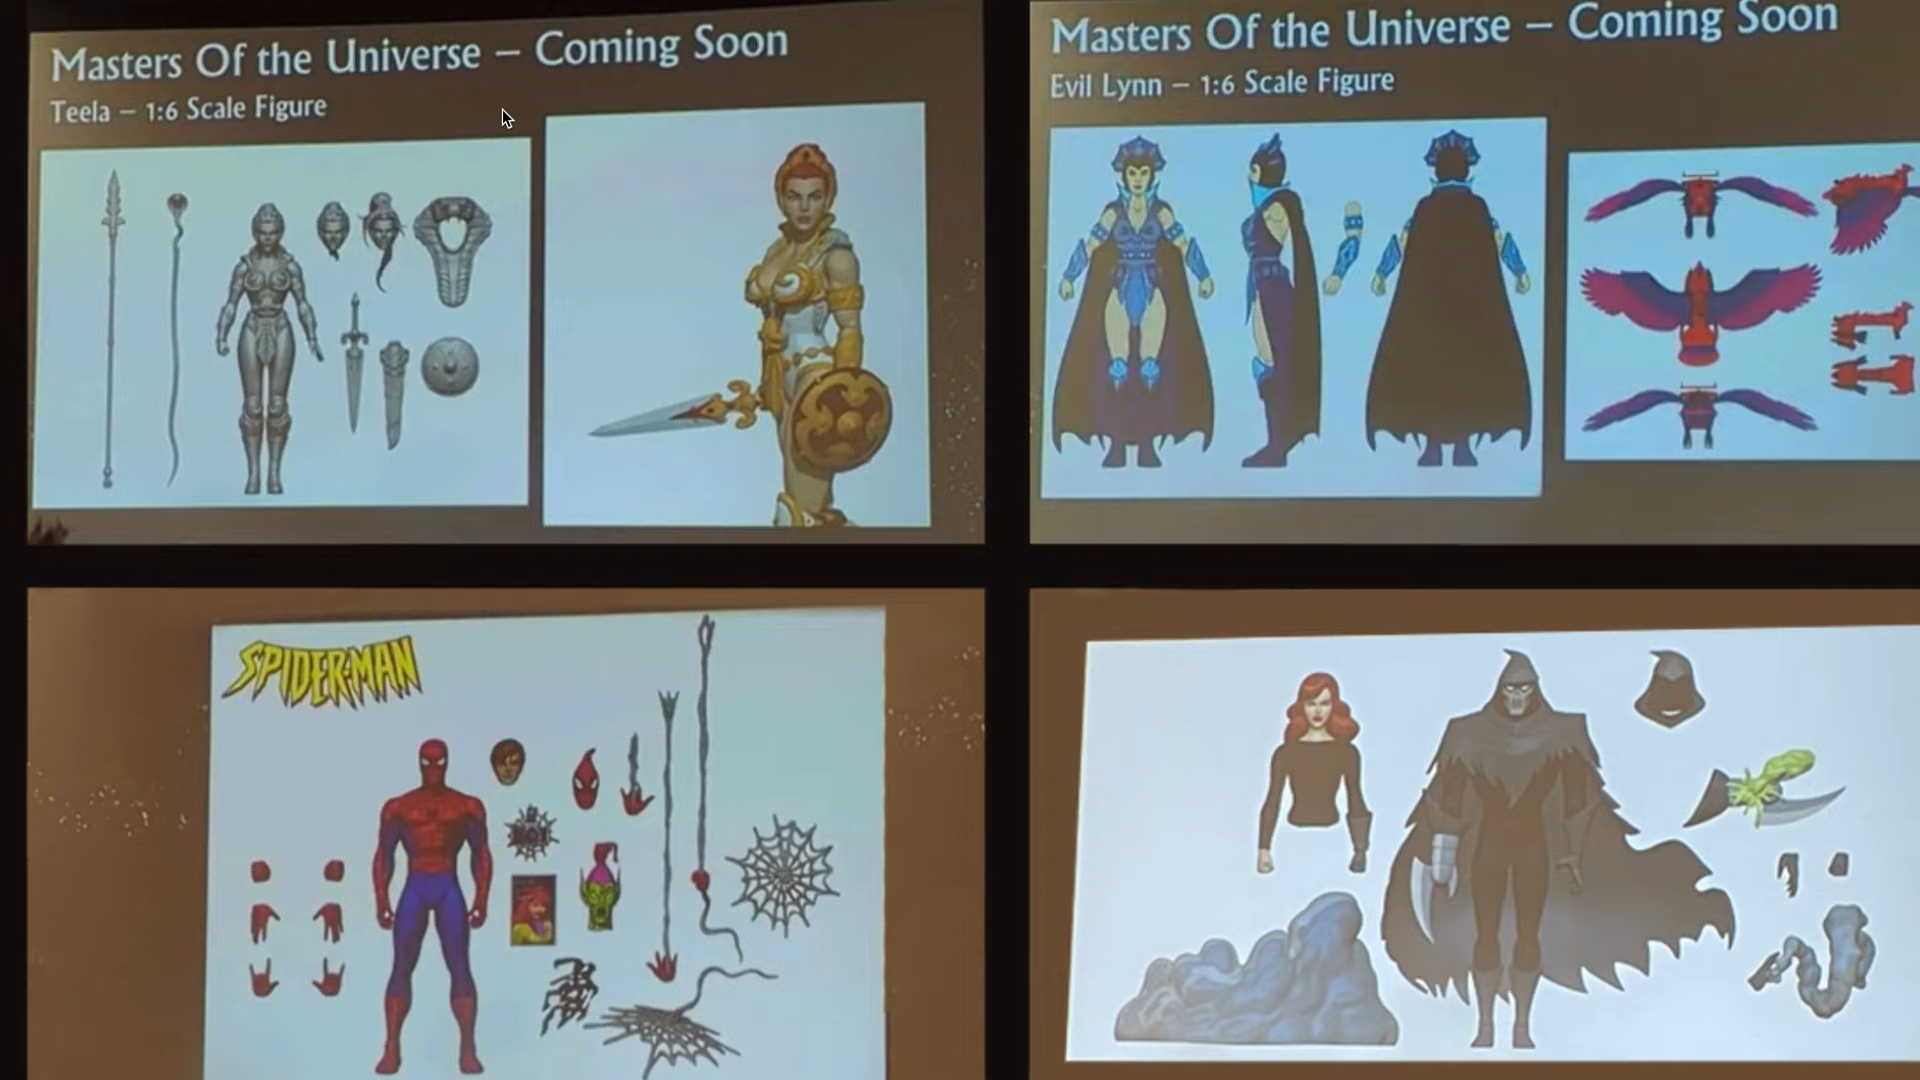 Masters Of the Universe – Coming Soon
Teela – 1:6 Scale Figure
Masters Of the Universe – Coming Soon
Evil Lynn – 1:6 Scale Figure
SPIDER-MAN